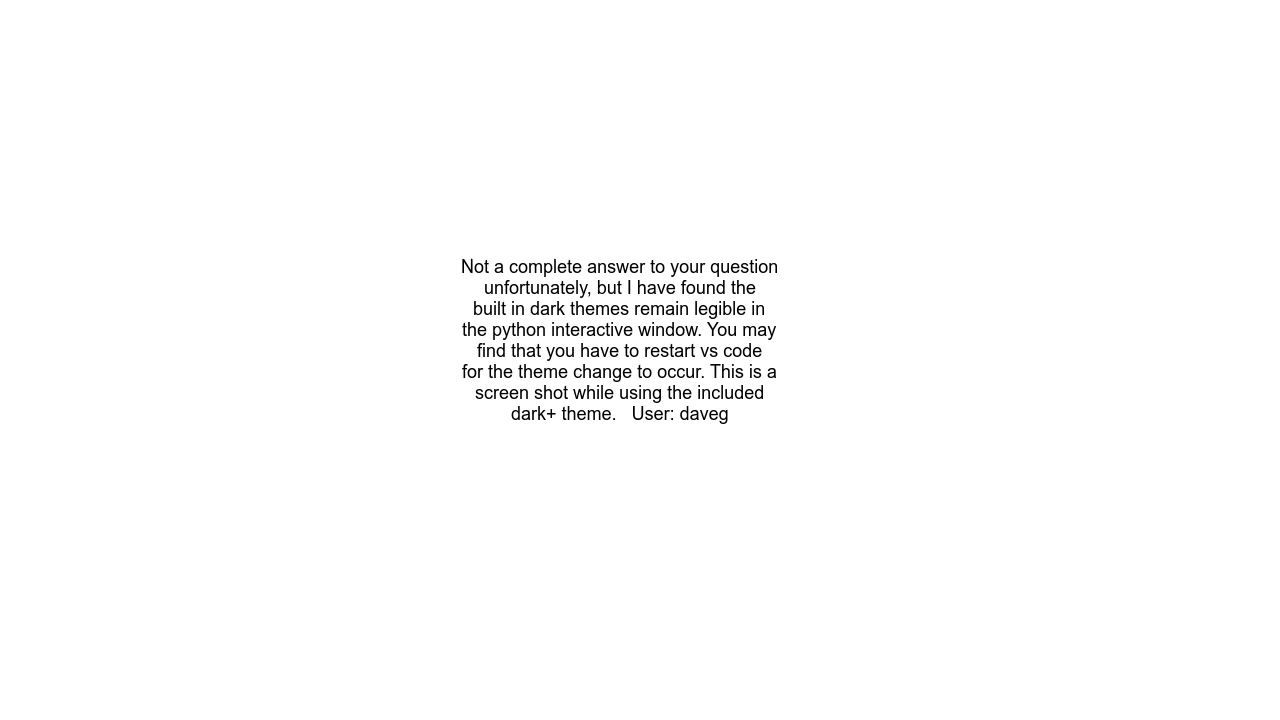 Not a complete answer to your question
unfortunately, but I have found the
built in dark themes remain legible in
the python interactive window. You may
find that you have to restart vs code
for the theme change to occur. This is a
screen shot while using the included
dark+ theme.   User: daveg